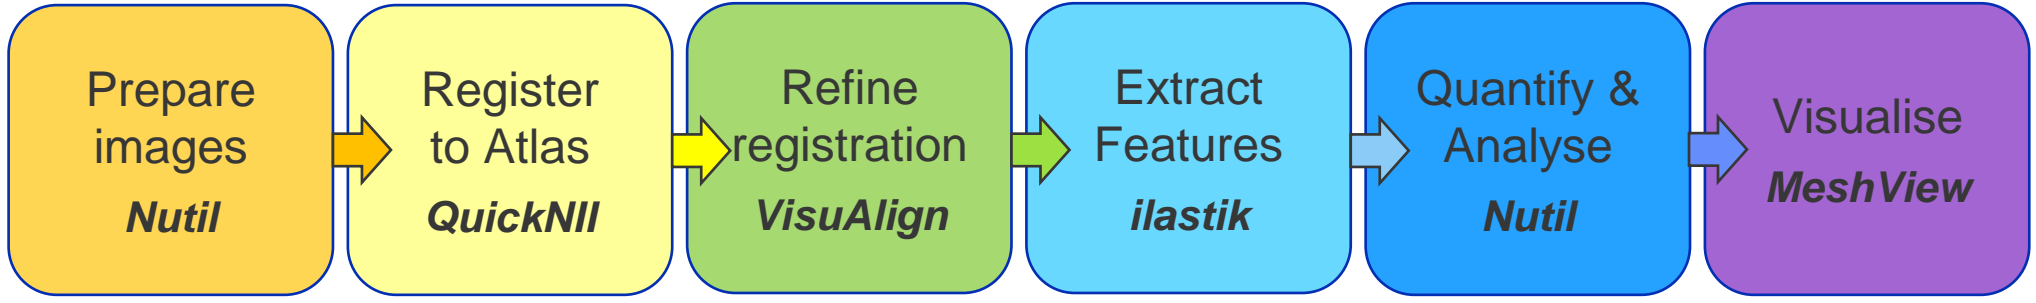 Prepare
images
Nutil
Register
to Atlas
QuickNII
Refine
registration
VisuAlign
Extract
Features
ilastik
Quantify &
Analyse
Nutil
Visualise
MeshView